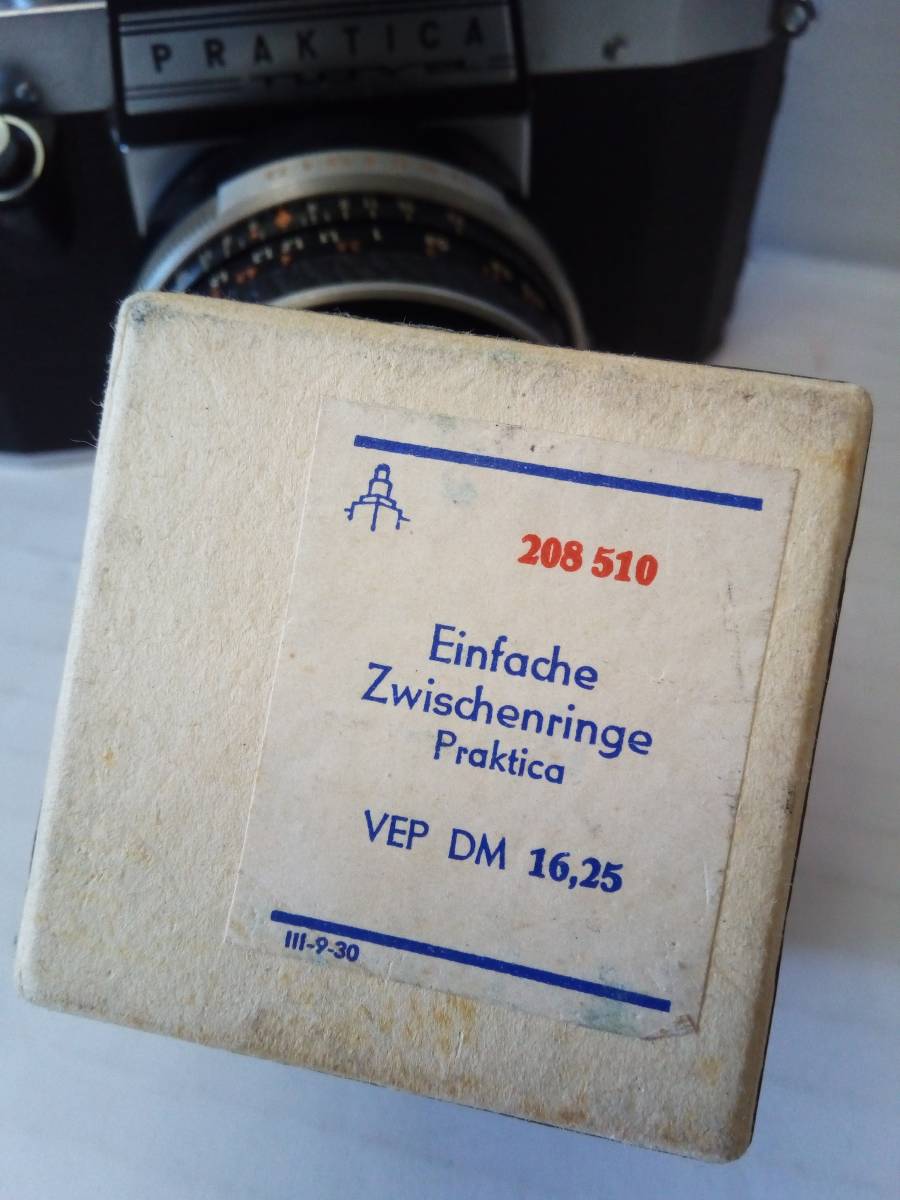 PRAKTICA
208 510
Einfache
Zwischenringe
Praktica
VEP DM 16,25
III-9-30